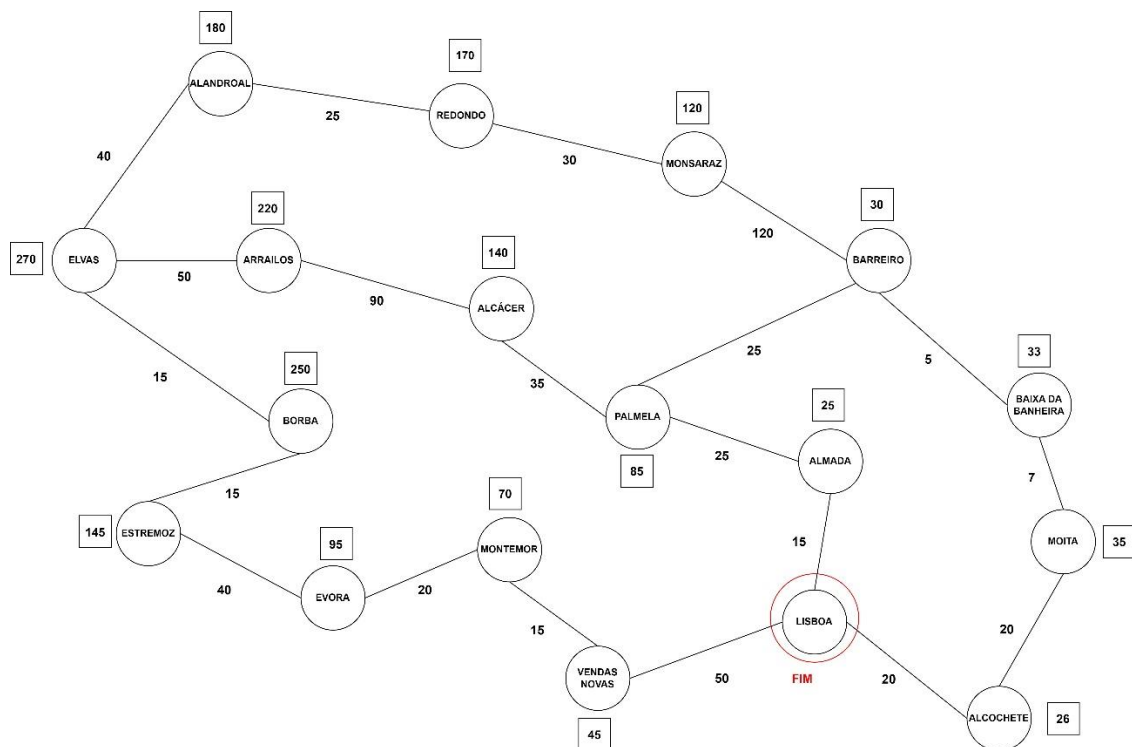 180
ALANDROAL
170
REDONDO
25
120
MONSARAZ
30
40
220
30
120
BARREIRO
270
ELVAS
ARRAILOS
50
140
ALCÁCER
90
25
5
33
BAIXA DA
BANHEIRA
15
250
BORBA
35
PALMELA
25
25
ALMADA
85
7
15
70
MONTEMOR
145
ESTREMOZ
95
15
MOITA
35
40
EVORA
20
LISBOA
15
20
VENDAS
NOVAS
50
FIM
20
ALCOCHETE
26
45